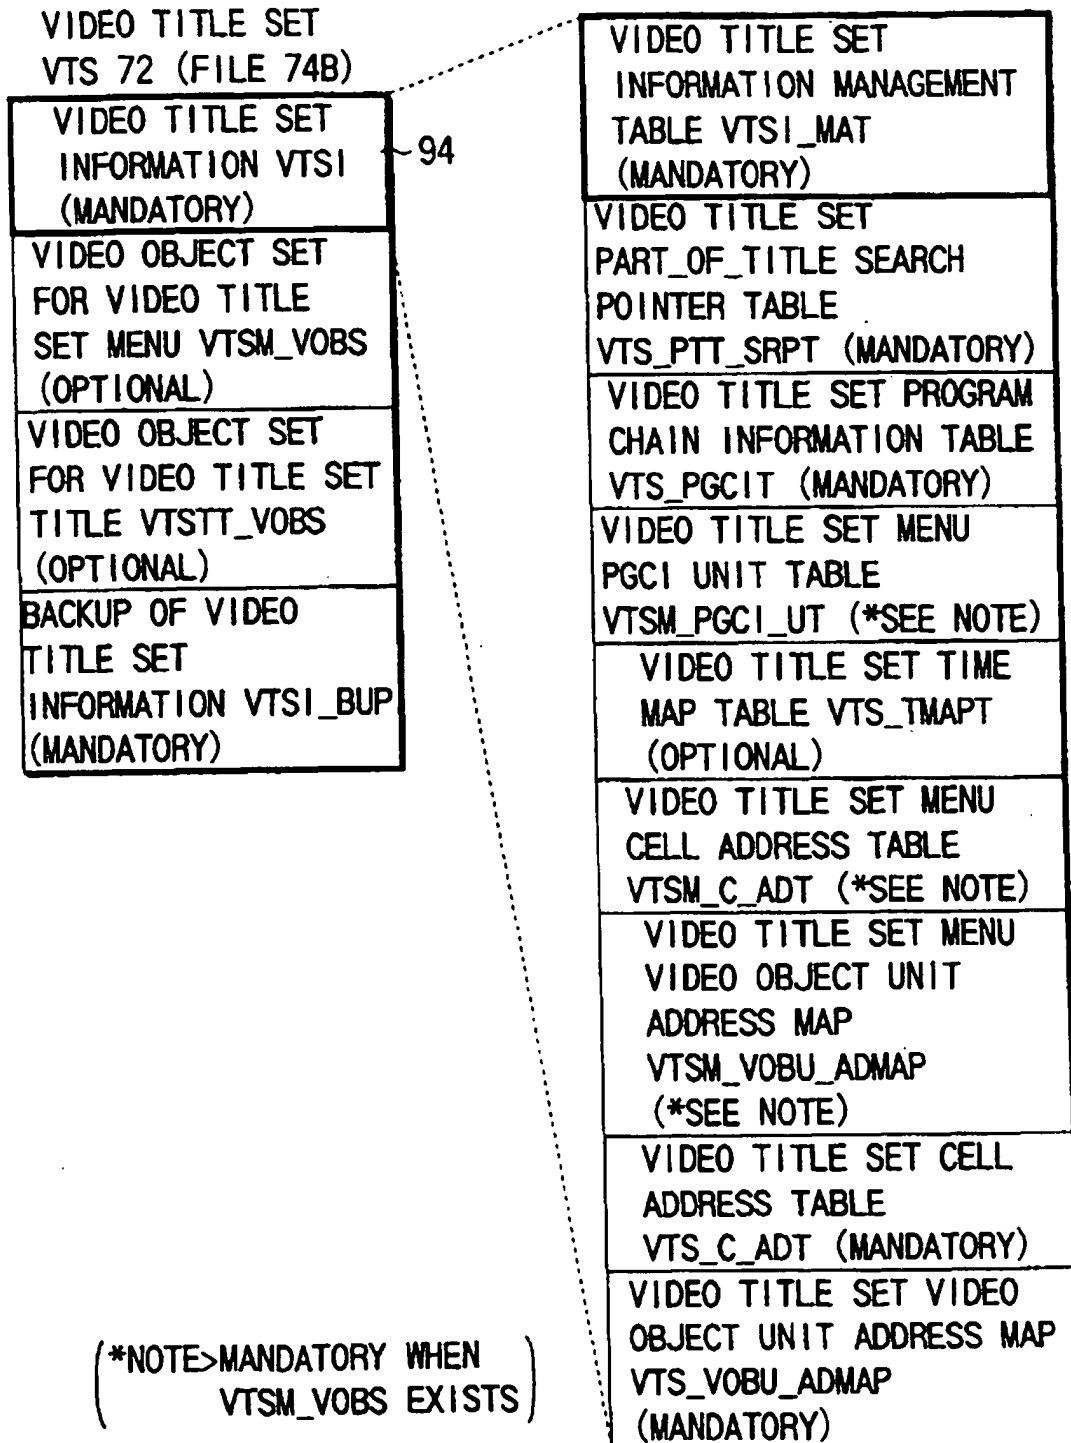 VIDEO TITLE SET
VTS 72 (FILE 74B)
VIDEO TITLE SET
INFORMATION VTSI
(MANDATORY)
94
VIDEO OBJECT SET
FOR VIDEO TITLE
SET MENU VTSM_VOBS
(OPTIONAL)
VIDEO OBJECT SET
FOR VIDEO TITLE SET
TITLE VTSTT_VOBS
(OPTIONAL)
BACKUP OF VIDEO
TITLE SET
INFORMATION VTSI_BUP
(MANDATORY)
VIDEO TITLE SET
INFORMATION MANAGEMENT
TABLE VTSI_MAT
(MANDATORY)
VIDEO TITLE SET
PART_OF_TITLE SEARCH
POINTER TABLE
VTS_PTT_SRPT (MANDATORY)
VIDEO TITLE SET PROGRAM
CHAIN INFORMATION TABLE
VTS_PGCIT (MANDATORY)
VIDEO TITLE SET MENU
PGCI UNIT TABLE
VTSM_PGCI_UT (*SEE NOTE)
VIDEO TITLE SET TIME
MAP TABLE VTS_TMAPT
(OPTIONAL)
VIDEO TITLE SET MENU
CELL ADDRESS TABLE
VTSM_C_ADT (*SEE NOTE)
VIDEO TITLE SET MENU
VIDEO OBJECT UNIT
ADDRESS MAP
VTSM_VOBU_ADMAP
(*SEE NOTE)
VIDEO TITLE SET CELL
ADDRESS TABLE
VTS_C_ADT (MANDATORY)
VIDEO TITLE SET VIDEO
OBJECT UNIT ADDRESS MAP
VTS_VOBU_ADMAP
(MANDATORY)
(*NOTE>MANDATORY WHEN
VTSM_VOBS EXISTS)